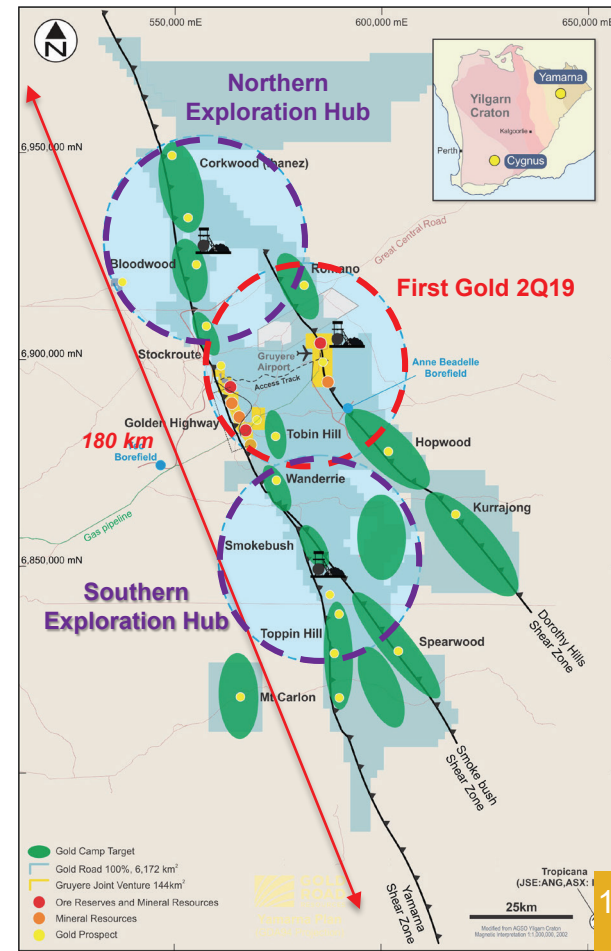 550,000 mE
600,000 mE
650,000 m
N
Northern
Exploration Hub
Yamarna
Yilgarn
Craton
Kalgoorlie
Perth
Cygnus
6,950,000 mN
Corkwood (Ibanez)
Great Central Road
Bloodwood
Romano
First Gold 2Q19
Stockroute
6,900,000 mN
Gruyere
Airport
Anne Beadelle
Borefield
Access Track
Golden Highway
180 km
Borefield
Tobin Hill
Hopwood
Wanderrie
Kurrajong
Gas pipeline
Smokebush
6,850,000 mN
Southern
Exploration Hub
Dorothy Hills
Shear Zone
Toppin Hill
Spearwood
Mt Carlon
Smoke bush
Shear Zone
Yamarna
Shear Zone
Gold Camp Target
Gold Road 100%, 6,172 km²
Gruyere Joint Venture 144km²
Ore Reserves and Mineral Resources
Mineral Resources
Gold Prospect
GOLD
ROAD
Tropicana
(JSE:ANG,ASX:
25km
Modified from AGSO Yilgarn Craton
Magnetic Interpretation 1:1,000,000, 2002
1